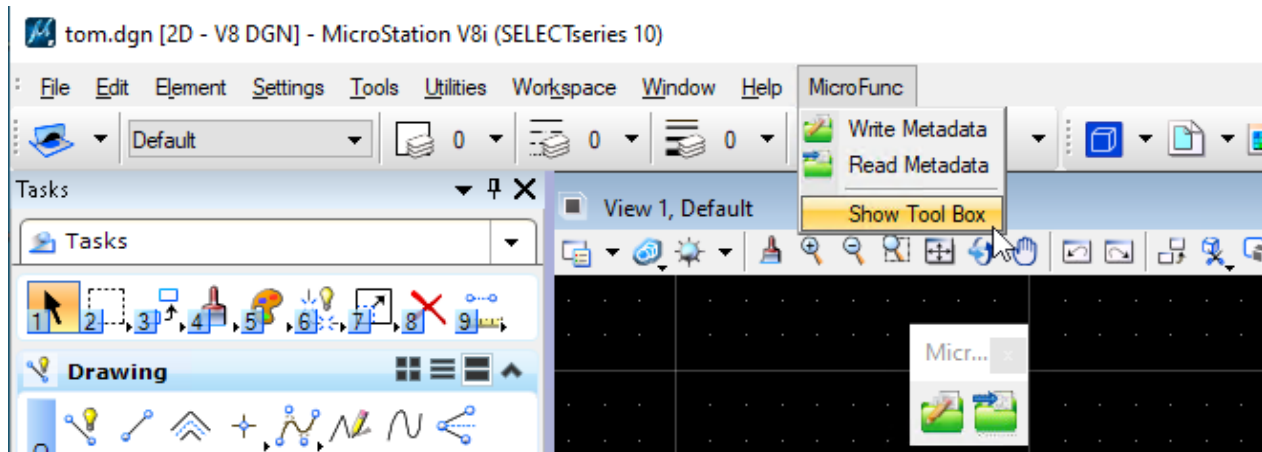 tom.dgn [2D - V8 DGN] - MicroStation V8i (SELECTseries 10)
File Edit Element Settings Tools Utilities Workspace Window Help MicroFunc
Default 0 0 0
Write Metadata
Read Metadata
Show Tool Box
Tasks
View 1, Default
Tasks
1 2 3 4 5 6 7 8 9
Micr...
Drawing